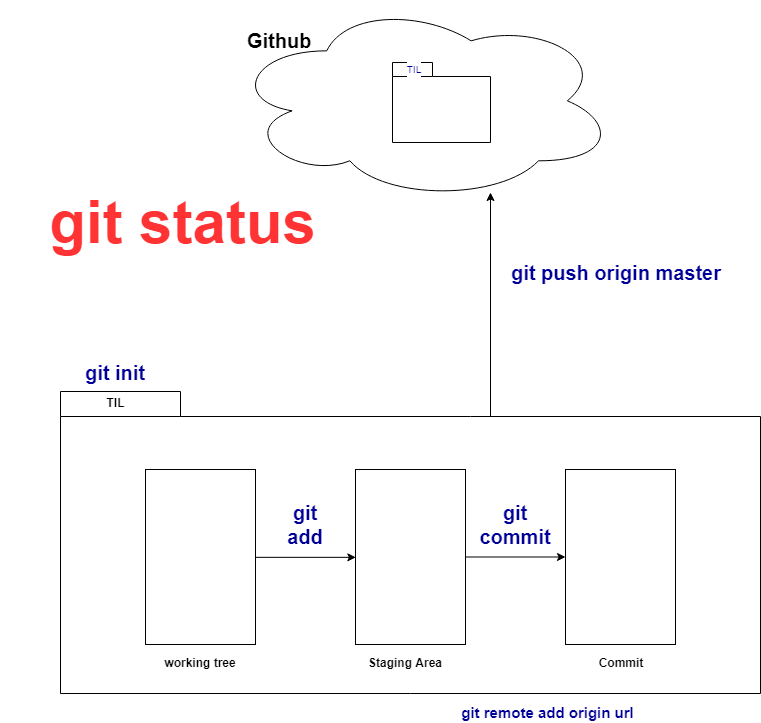 Github
TIL
git status
git push origin master
git init
TIL
git
add
git
commit
working tree
Staging Area
Commit
git remote add origin url